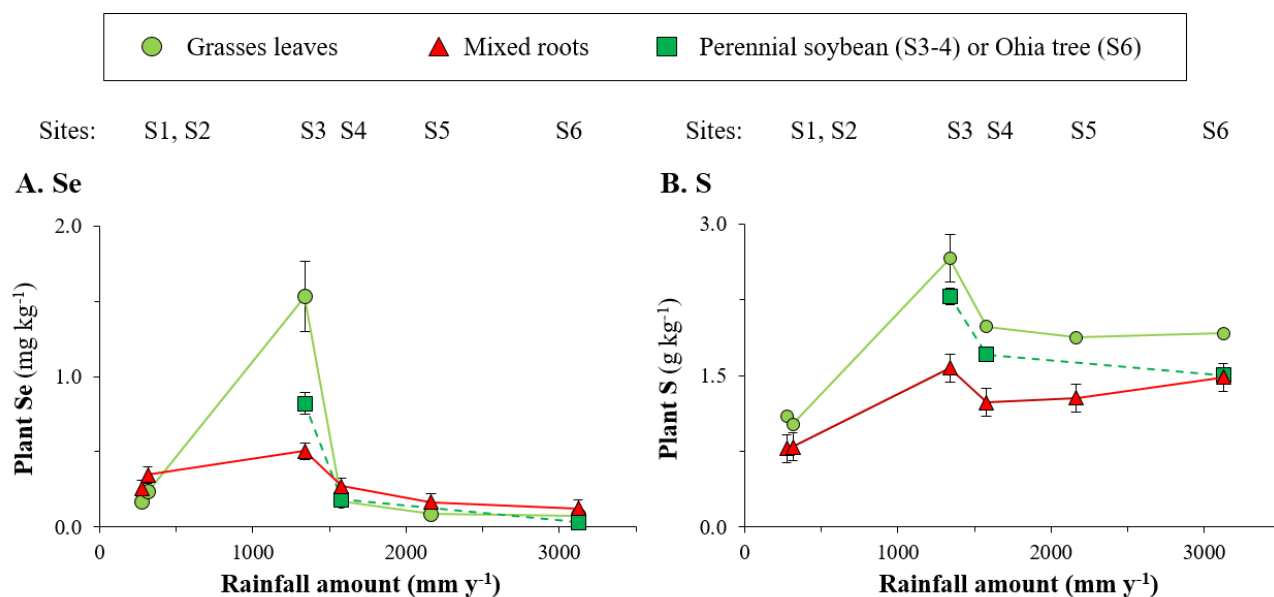 Grasses leaves Mixed roots Perennial soybean (S3-4) or Ohia tree (S6)
Sites: S1, S2 S3 S4 S5 S6
Sites: S1, S2 S3 S4 S5 S6
A. Se
2.0
1.0
0.0
Plant Se (mg kg⁻¹)
0 1000 2000 3000
Rainfall amount (mm y⁻¹)
B. S
3.0
1.5
0.0
Plant S (g kg⁻¹)
0 1000 2000 3000
Rainfall amount (mm y⁻¹)